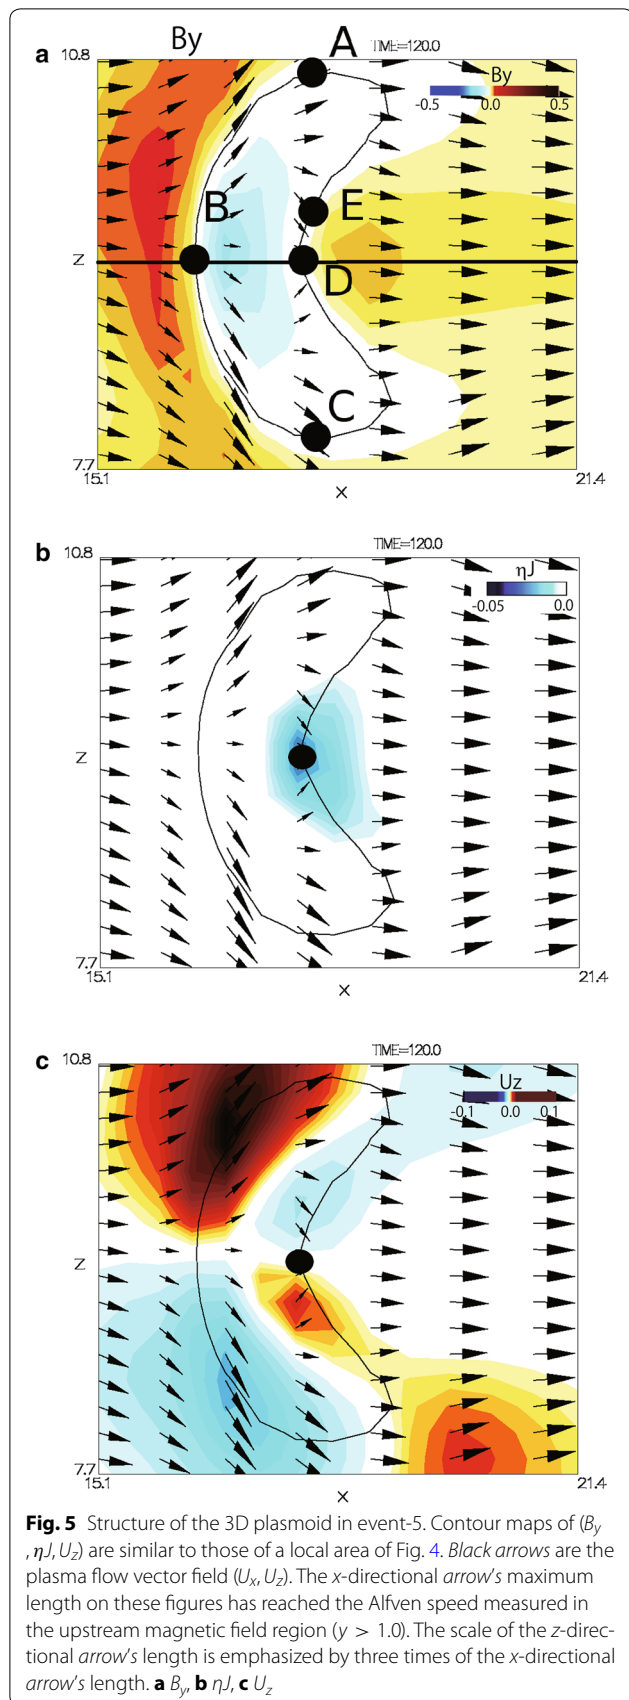 By
a
10.8
TIME=120.0
A
By
-0.5 0.0 0.5
B
E
Z
D
C
7.7
15.1
21.4
X
b
10.8
TIME=120.0
ηJ
-0.05 0.0
Z
7.7
15.1
21.4
X
c
10.8
TIME=120.0
Uz
-0.1 0.0 0.1
Z
7.7
15.1
21.4
X
Fig. 5 Structure of the 3D plasmoid in event-5. Contour maps of (By
, ηJ, Uz) are similar to those of a local area of Fig. 4. Black arrows are the
plasma flow vector field (Ux, Uz). The x-directional arrow's maximum
length on these figures has reached the Alfven speed measured in
the upstream magnetic field region (y > 1.0). The scale of the z-direc-
tional arrow's length is emphasized by three times of the x-directional
arrow's length. a By, b ηJ, c Uz